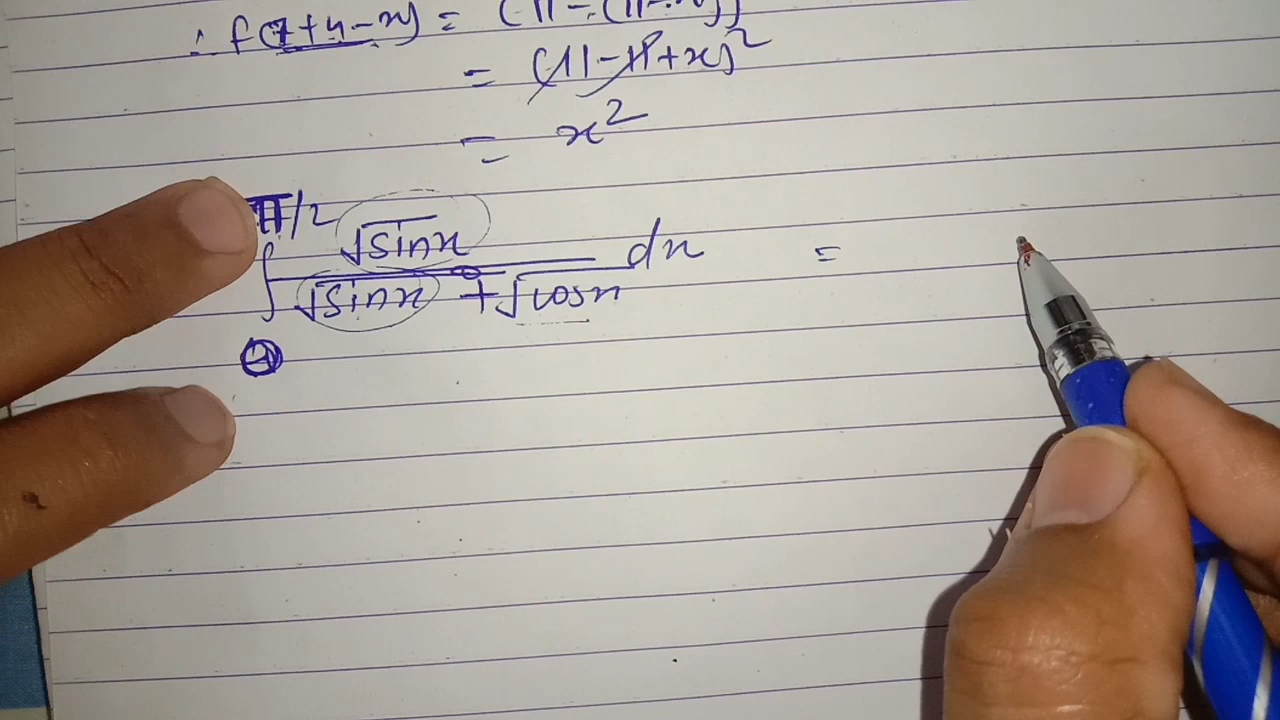 ∴ f(7+4-x) = (11-(11-x))²
= (11-11+x)²
= x²
π/2
∫ √sinx / √sinx + √cosx dx =
0